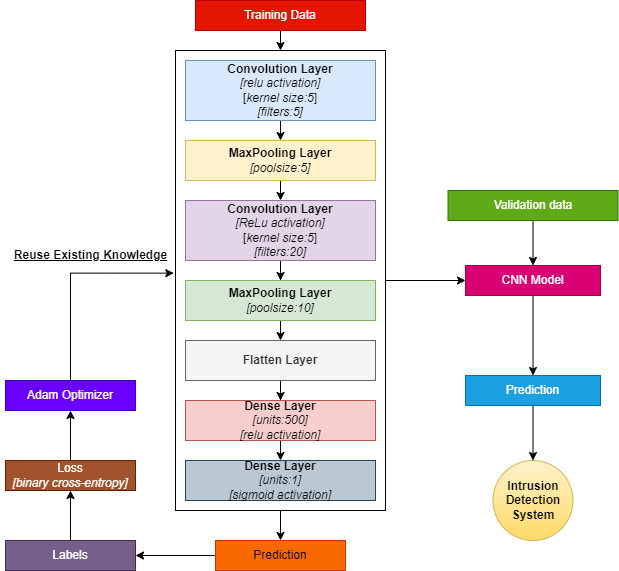 Training Data
Convolution Layer
[relu activation]
[kernel size:5]
[filters:5]
MaxPooling Layer
[poolsize:5]
Convolution Layer
[ReLu activation]
[kernel size:5]
[filters:20]
MaxPooling Layer
[poolsize:10]
Flatten Layer
Dense Layer
[units:500]
[relu activation]
Dense Layer
[units:1]
[sigmoid activation]
Prediction
Labels
Loss
[binary cross-entropy]
Adam Optimizer
Reuse Existing Knowledge
Validation data
CNN Model
Prediction
Intrusion
Detection
System